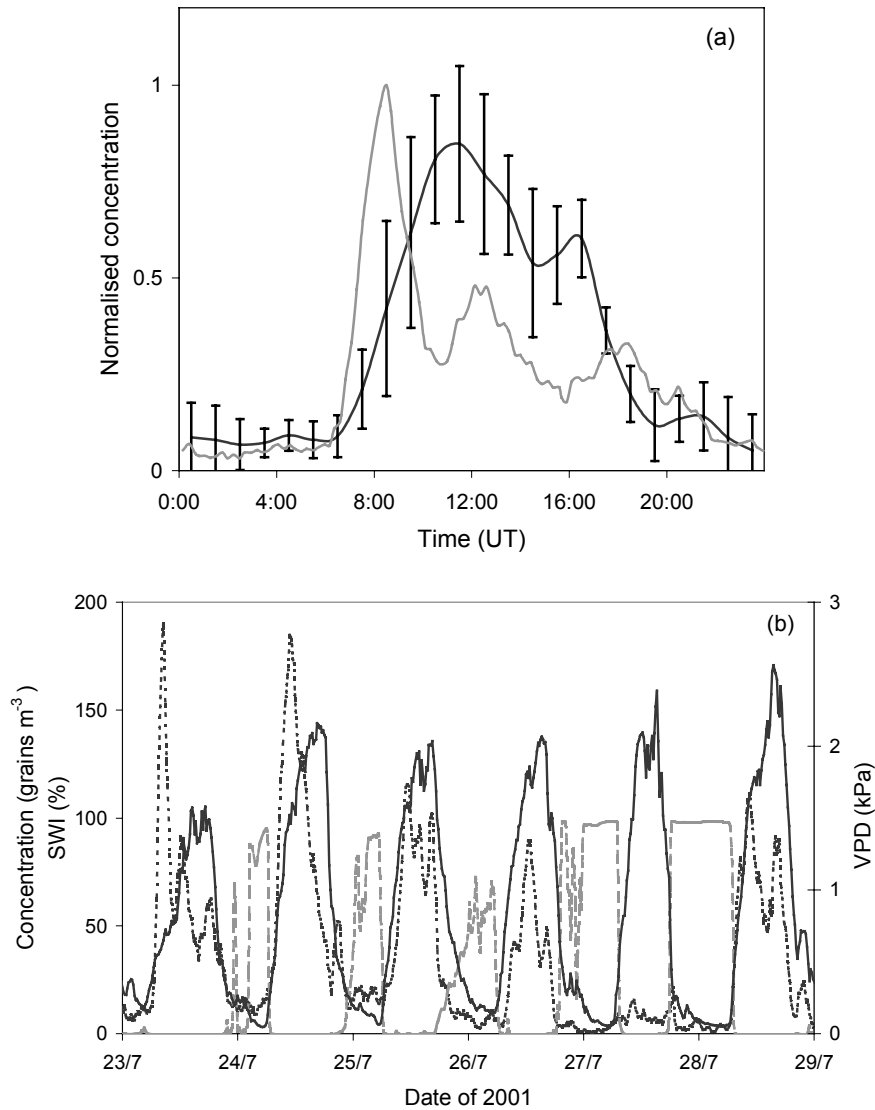 (a)
1
0.5
0
Normalised concentration
0:00 4:00 8:00 12:00 16:00 20:00
Time (UT)
(b)
200
150
100
50
0
Concentration (grains m⁻³ )
SWI (%)
3
2
1
0
VPD (kPa)
23/7 24/7 25/7 26/7 27/7 28/7 29/7
Date of 2001